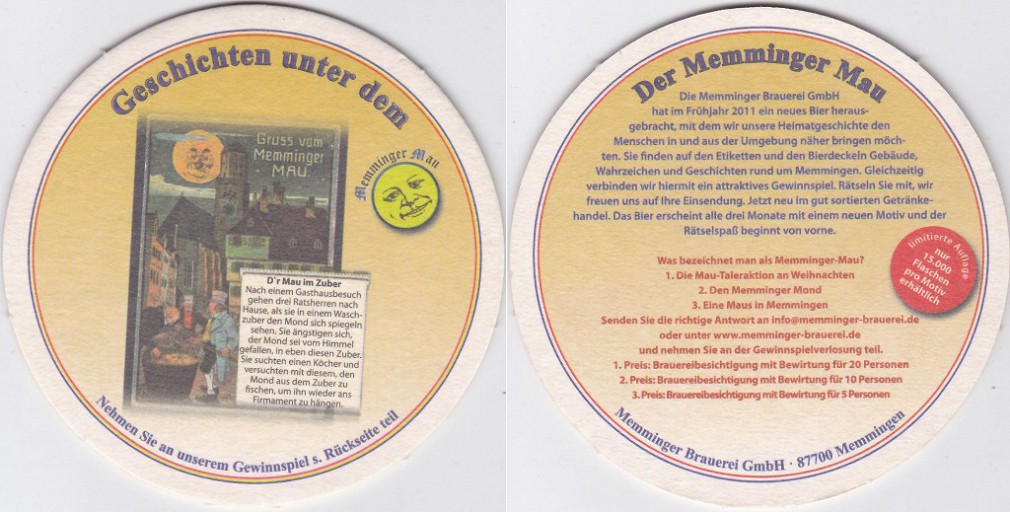 Geschichten unter dem
Gruss vom
Memminger
MAU.
Memminger Mau
D´r Mau im Zuber
Nach einem Gasthausbesuch
gehen drei Ratsherren nach
Hause, als sie in einem Wasch-
zuber den Mond sich spiegeln
sehen. Sie ängstigen sich,
der Mond sei vom Himmel
gefallen, in eben diesen Zuber.
Sie suchten einen Köcher und
versuchten mit diesem, den
Mond aus dem Zuber zu
fischen, um ihn wieder ans
Firmament zu hängen.
Nehmen Sie an unserem Gewinnspiel s. Rückseite teil
Der Memminger Mau
Die Memminger Brauerei GmbH
hat im Frühjahr 2011 ein neues Bier heraus-
gebracht, mit dem wir unsere Heimatgeschichte den
Menschen in und aus der Umgebung näher bringen möch-
ten. Sie finden auf den Etiketten und den Bierdeckeln Gebäude,
Wahrzeichen und Geschichten rund um Memmingen. Gleichzeitig
verbinden wir hiermit ein attraktives Gewinnspiel. Rätseln Sie mit, wir
freuen uns auf Ihre Einsendung. Jetzt neu im gut sortierten Getränke-
handel. Das Bier erscheint alle drei Monate mit einem neuen Motiv und der
Rätselspaß beginnt von vorne.
limitierte Auflage
nur
15.000
Flaschen
pro Motiv
erhältlich
Was bezeichnet man als Memminger-Mau?
1. Die Mau-Taleraktion an Weihnachten
2. Den Memminger Mond
3. Eine Maus in Memmingen
Senden Sie die richtige Antwort an info@memminger-brauerei.de
oder unter www.memminger-brauerei.de
und nehmen Sie an der Gewinnspielverlosung teil.
1. Preis: Brauereibesichtigung mit Bewirtung für 20 Personen
2. Preis: Brauereibesichtigung mit Bewirtung für 10 Personen
3. Preis: Brauereibesichtigung mit Bewirtung für 5 Personen
Memminger Brauerei GmbH · 87700 Memmingen